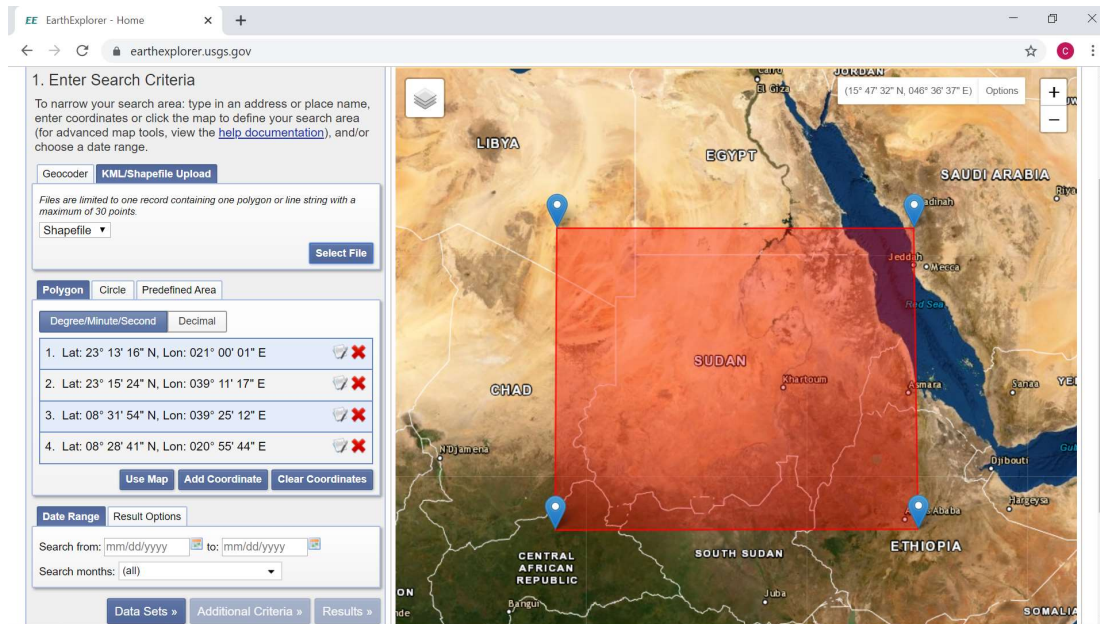 EE EarthExplorer - Home
earthexplorer.usgs.gov
C
1. Enter Search Criteria
To narrow your search area: type in an address or place name,
enter coordinates or click the map to define your search area
(for advanced map tools, view the help documentation), and/or
choose a date range.
Geocoder KML/Shapefile Upload
Files are limited to one record containing one polygon or line string with a
maximum of 30 points.
Shapefile
Select File
Polygon Circle Predefined Area
Degree/Minute/Second Decimal
1. Lat: 23° 13' 16" N, Lon: 021° 00' 01" E
2. Lat: 23° 15' 24" N, Lon: 039° 11' 17" E
3. Lat: 08° 31' 54" N, Lon: 039° 25' 12" E
4. Lat: 08° 28' 41" N, Lon: 020° 55' 44" E
Use Map Add Coordinate Clear Coordinates
Date Range Result Options
Search from: mm/dd/yyyy to: mm/dd/yyyy
Search months: (all)
Data Sets » Additional Criteria » Results »
JORDAN
El Giza
(15° 47' 32" N, 046° 36' 37" E) Options
+
−
LIBYA
EGYPT
SAUDI ARABIA
Riya
adinah
Jeddah
Mecca
Red Sea
SUDAN
Khartoum
CHAD
Asmara
Sanaa
YE
N'Djamena
Djibouti
Gul
Hargeysa
Ababa
CENTRAL
AFRICAN
REPUBLIC
SOUTH SUDAN
ETHIOPIA
ON
Bangui
Juba
SOMALIA